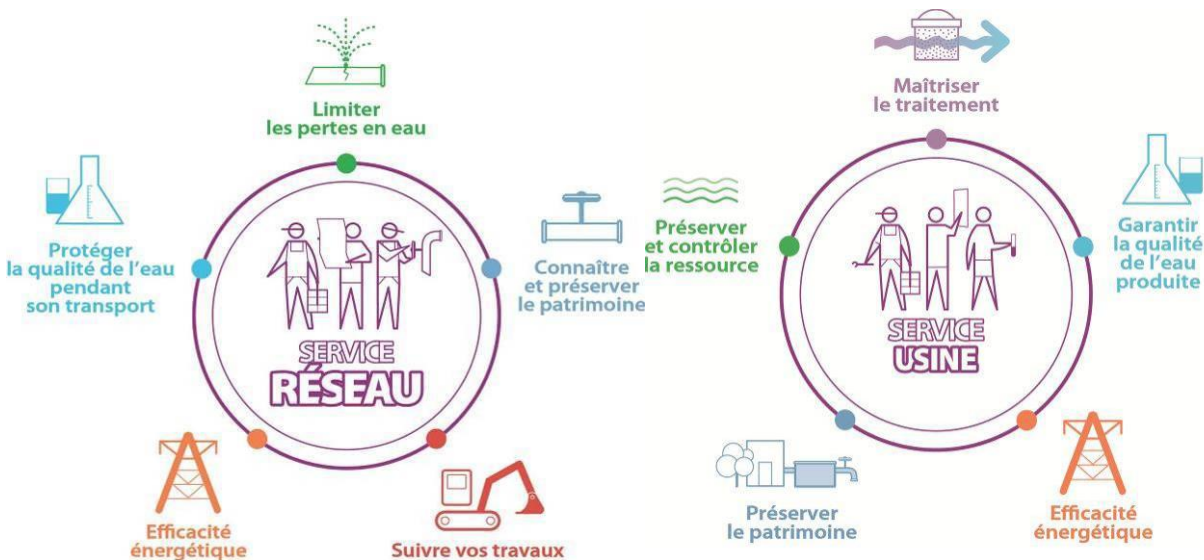 Limiter
les pertes en eau
Protéger
la qualité de l'eau
pendant
son transport
Connaître
et préserver
le patrimoine
SERVICE
RÉSEAU
Efficacité
énergétique
Suivre vos travaux
Maîtriser
le traitement
Préserver
et contrôler
la ressource
Garantir
la qualité
de l'eau
produite
SERVICE
USINE
Préserver
le patrimoine
Efficacité
énergétique